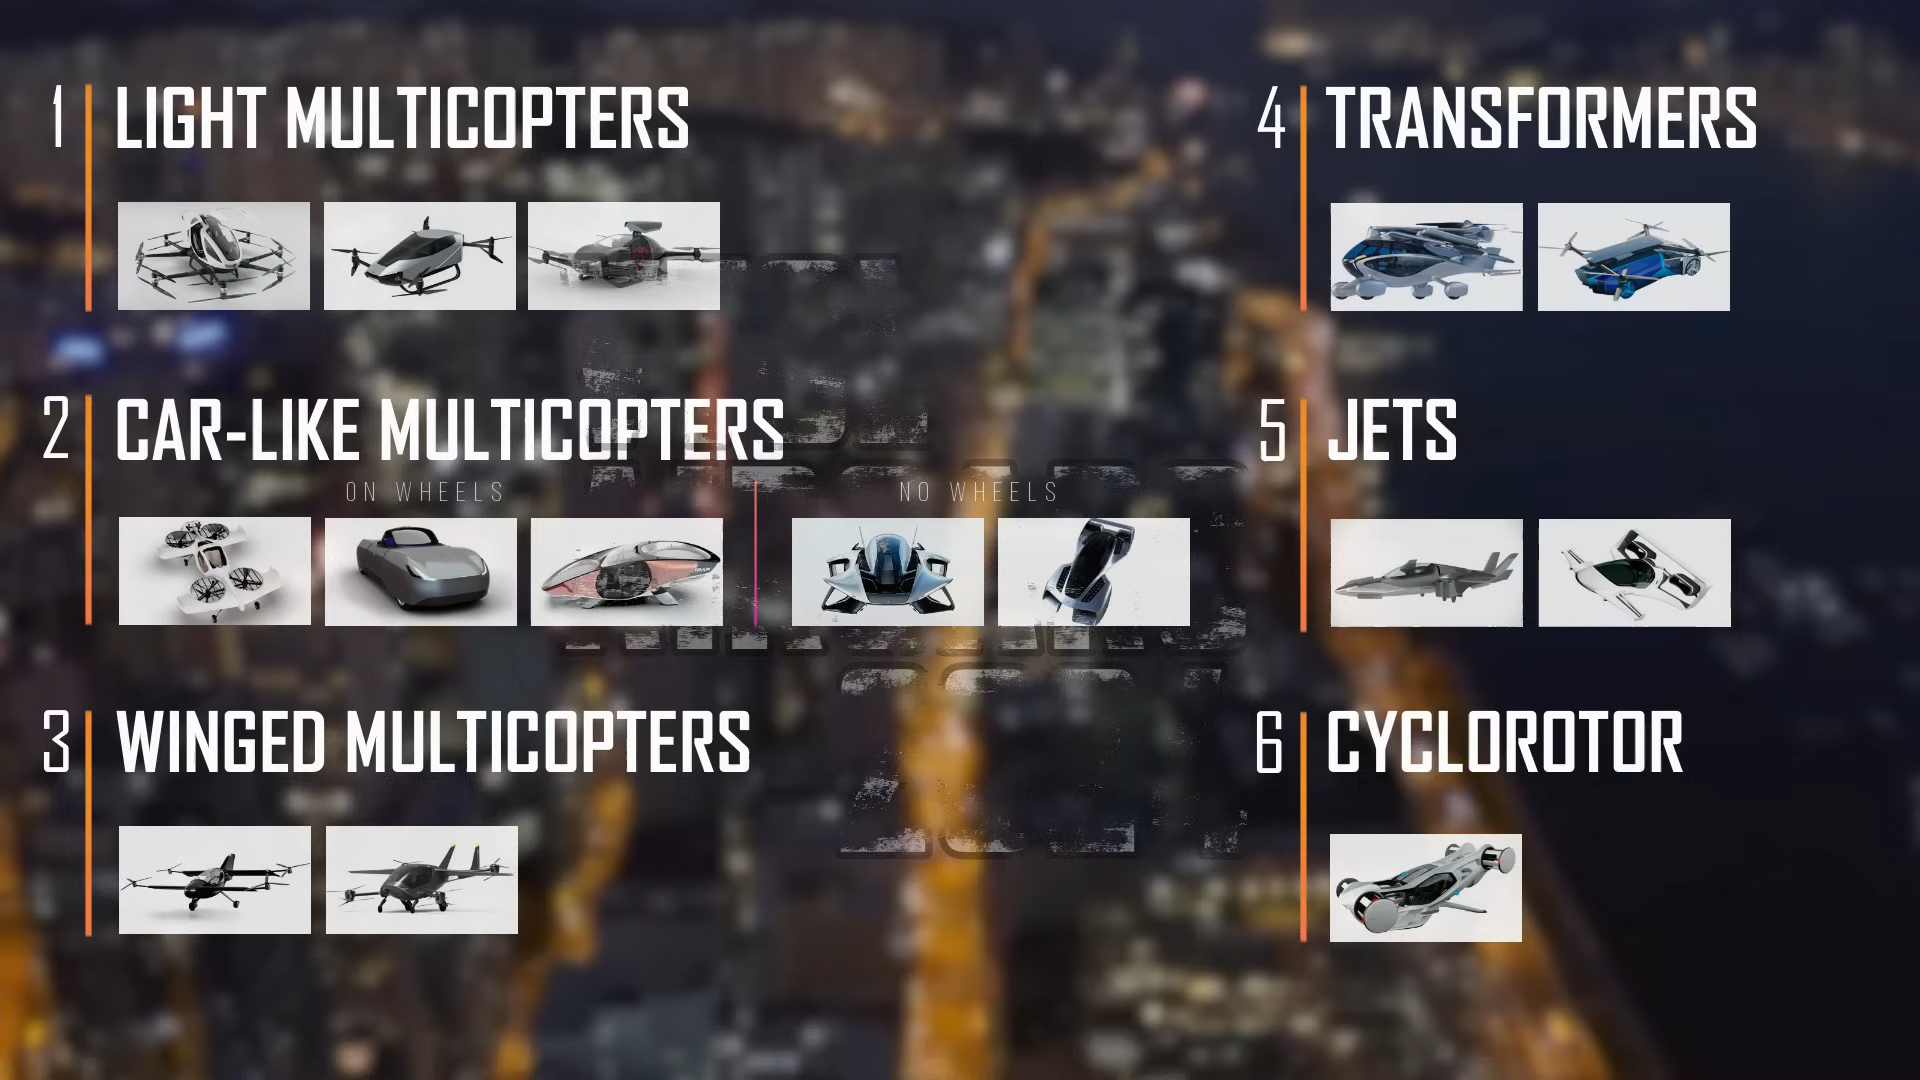 1 LIGHT MULTICOPTERS
2 CAR-LIKE MULTICOPTERS
ON WHEELS
NO WHEELS
3 WINGED MULTICOPTERS
4 TRANSFORMERS
5 JETS
6 CYCLOROTOR